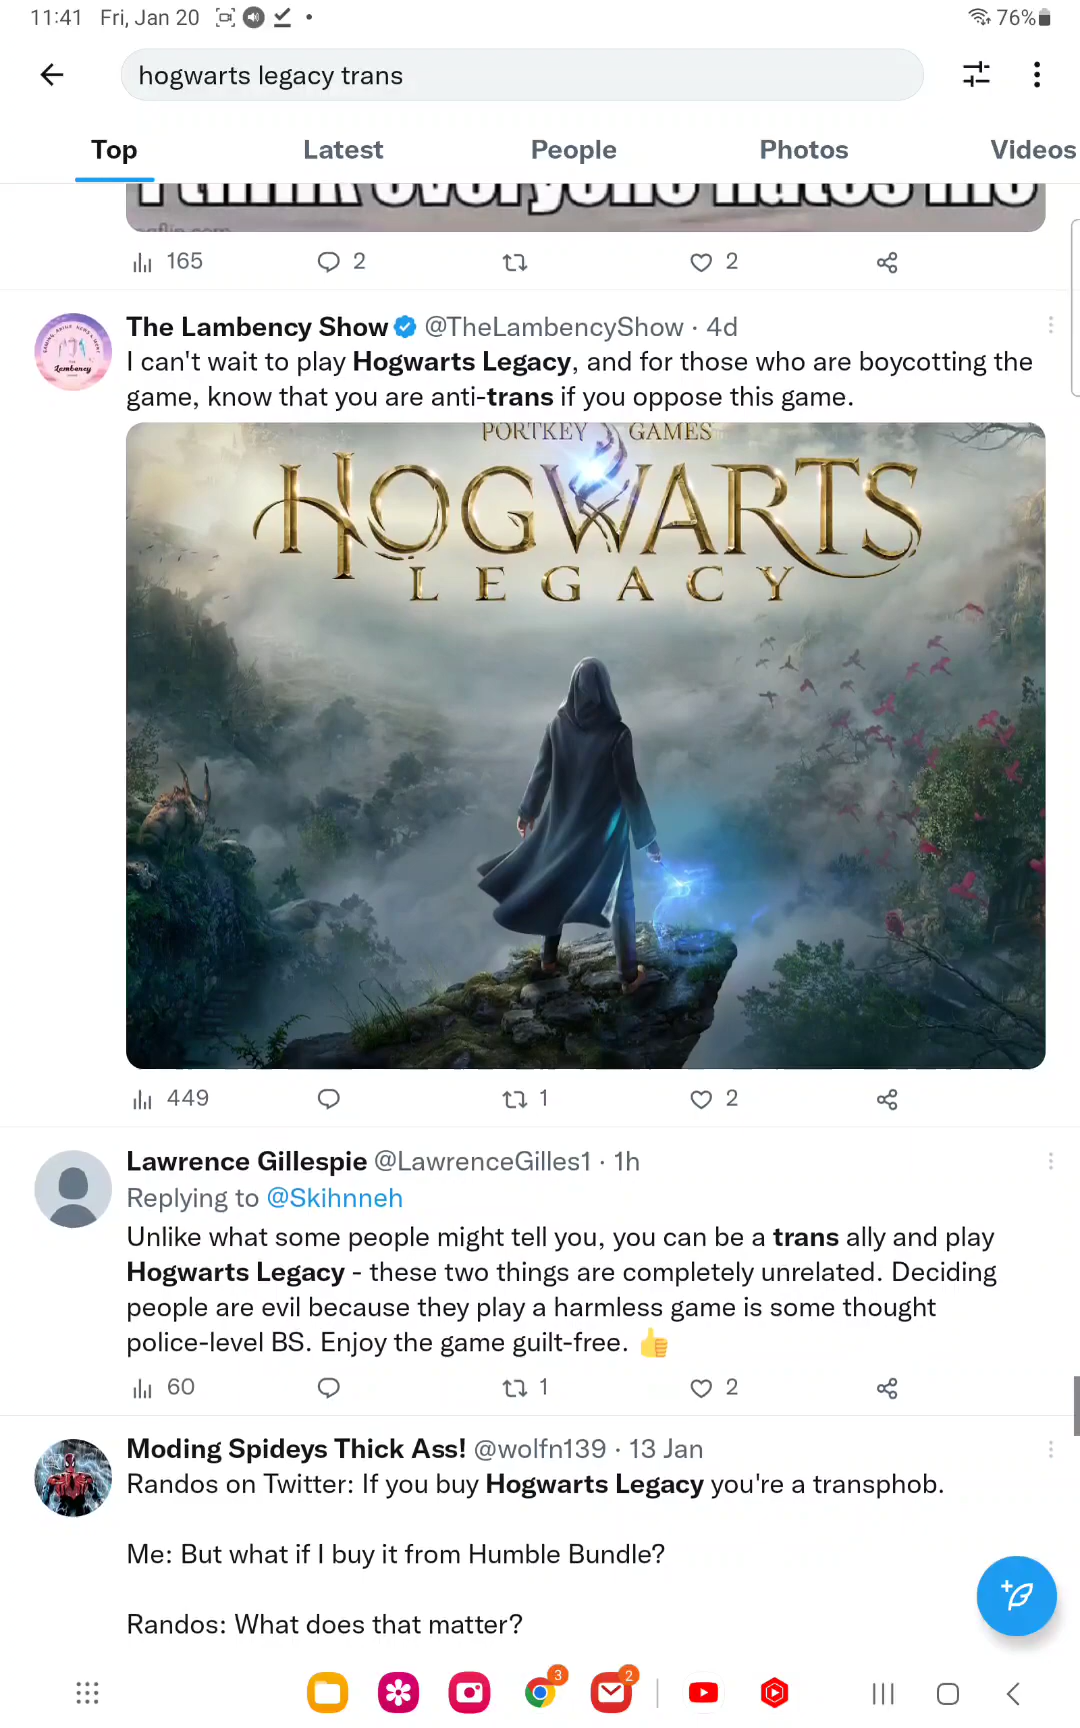 11:41 Fri, Jan 20 76%
hogwarts legacy trans
Top Latest People Photos Videos
I think everyone hates me
165 2 2
The Lambency Show @TheLambencyShow · 4d
I can't wait to play Hogwarts Legacy, and for those who are boycotting the
game, know that you are anti-trans if you oppose this game.
PORTKEY GAMES
HOGWARTS
LEGACY
449 1 2
Lawrence Gillespie @LawrenceGilles1 · 1h
Replying to @Skihnneh
Unlike what some people might tell you, you can be a trans ally and play
Hogwarts Legacy - these two things are completely unrelated. Deciding
people are evil because they play a harmless game is some thought
police-level BS. Enjoy the game guilt-free. 👍
60 1 2
Moding Spideys Thick Ass! @wolfn139 · 13 Jan
Randos on Twitter: If you buy Hogwarts Legacy you're a transphob.
Me: But what if I buy it from Humble Bundle?
Randos: What does that matter?
3 2